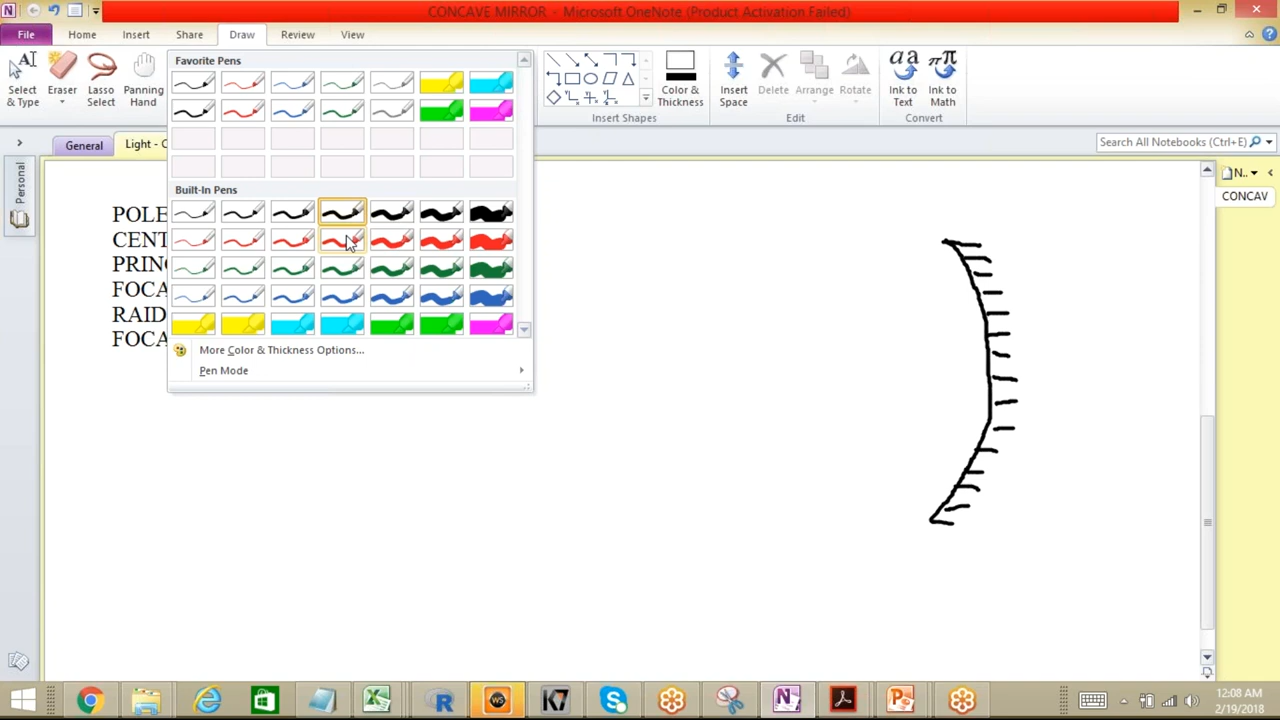 CONCAVE MIRROR - Microsoft OneNote (Product Activation Failed)
File Home Insert Share Draw Review View
Select & Type
Eraser
Lasso Select
Panning Hand
Favorite Pens
Built-In Pens
More Color & Thickness Options...
Pen Mode
Insert Shapes
Color & Thickness
Insert Space
Delete
Arrange
Rotate
Edit
Ink to Text
Ink to Math
Convert
General
Light - C
Search All Notebooks (Ctrl+E)
N..
CONCAV
Personal
POLE
CENT
PRINC
FOCA
RAID
FOCA
12:08 AM
2/19/2018